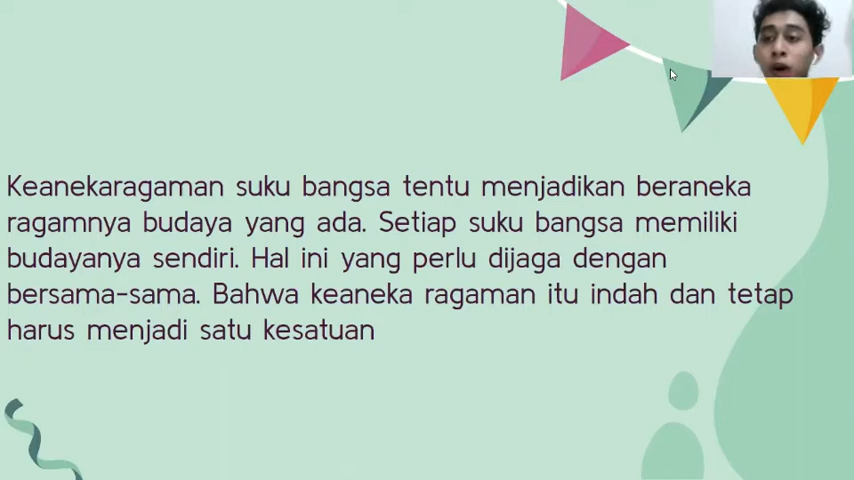 Keanekaragaman suku bangsa tentu menjadikan beraneka
ragamnya budaya yang ada. Setiap suku bangsa memiliki
budayanya sendiri. Hal ini yang perlu dijaga dengan
bersama-sama. Bahwa keaneka ragaman itu indah dan tetap
harus menjadi satu kesatuan